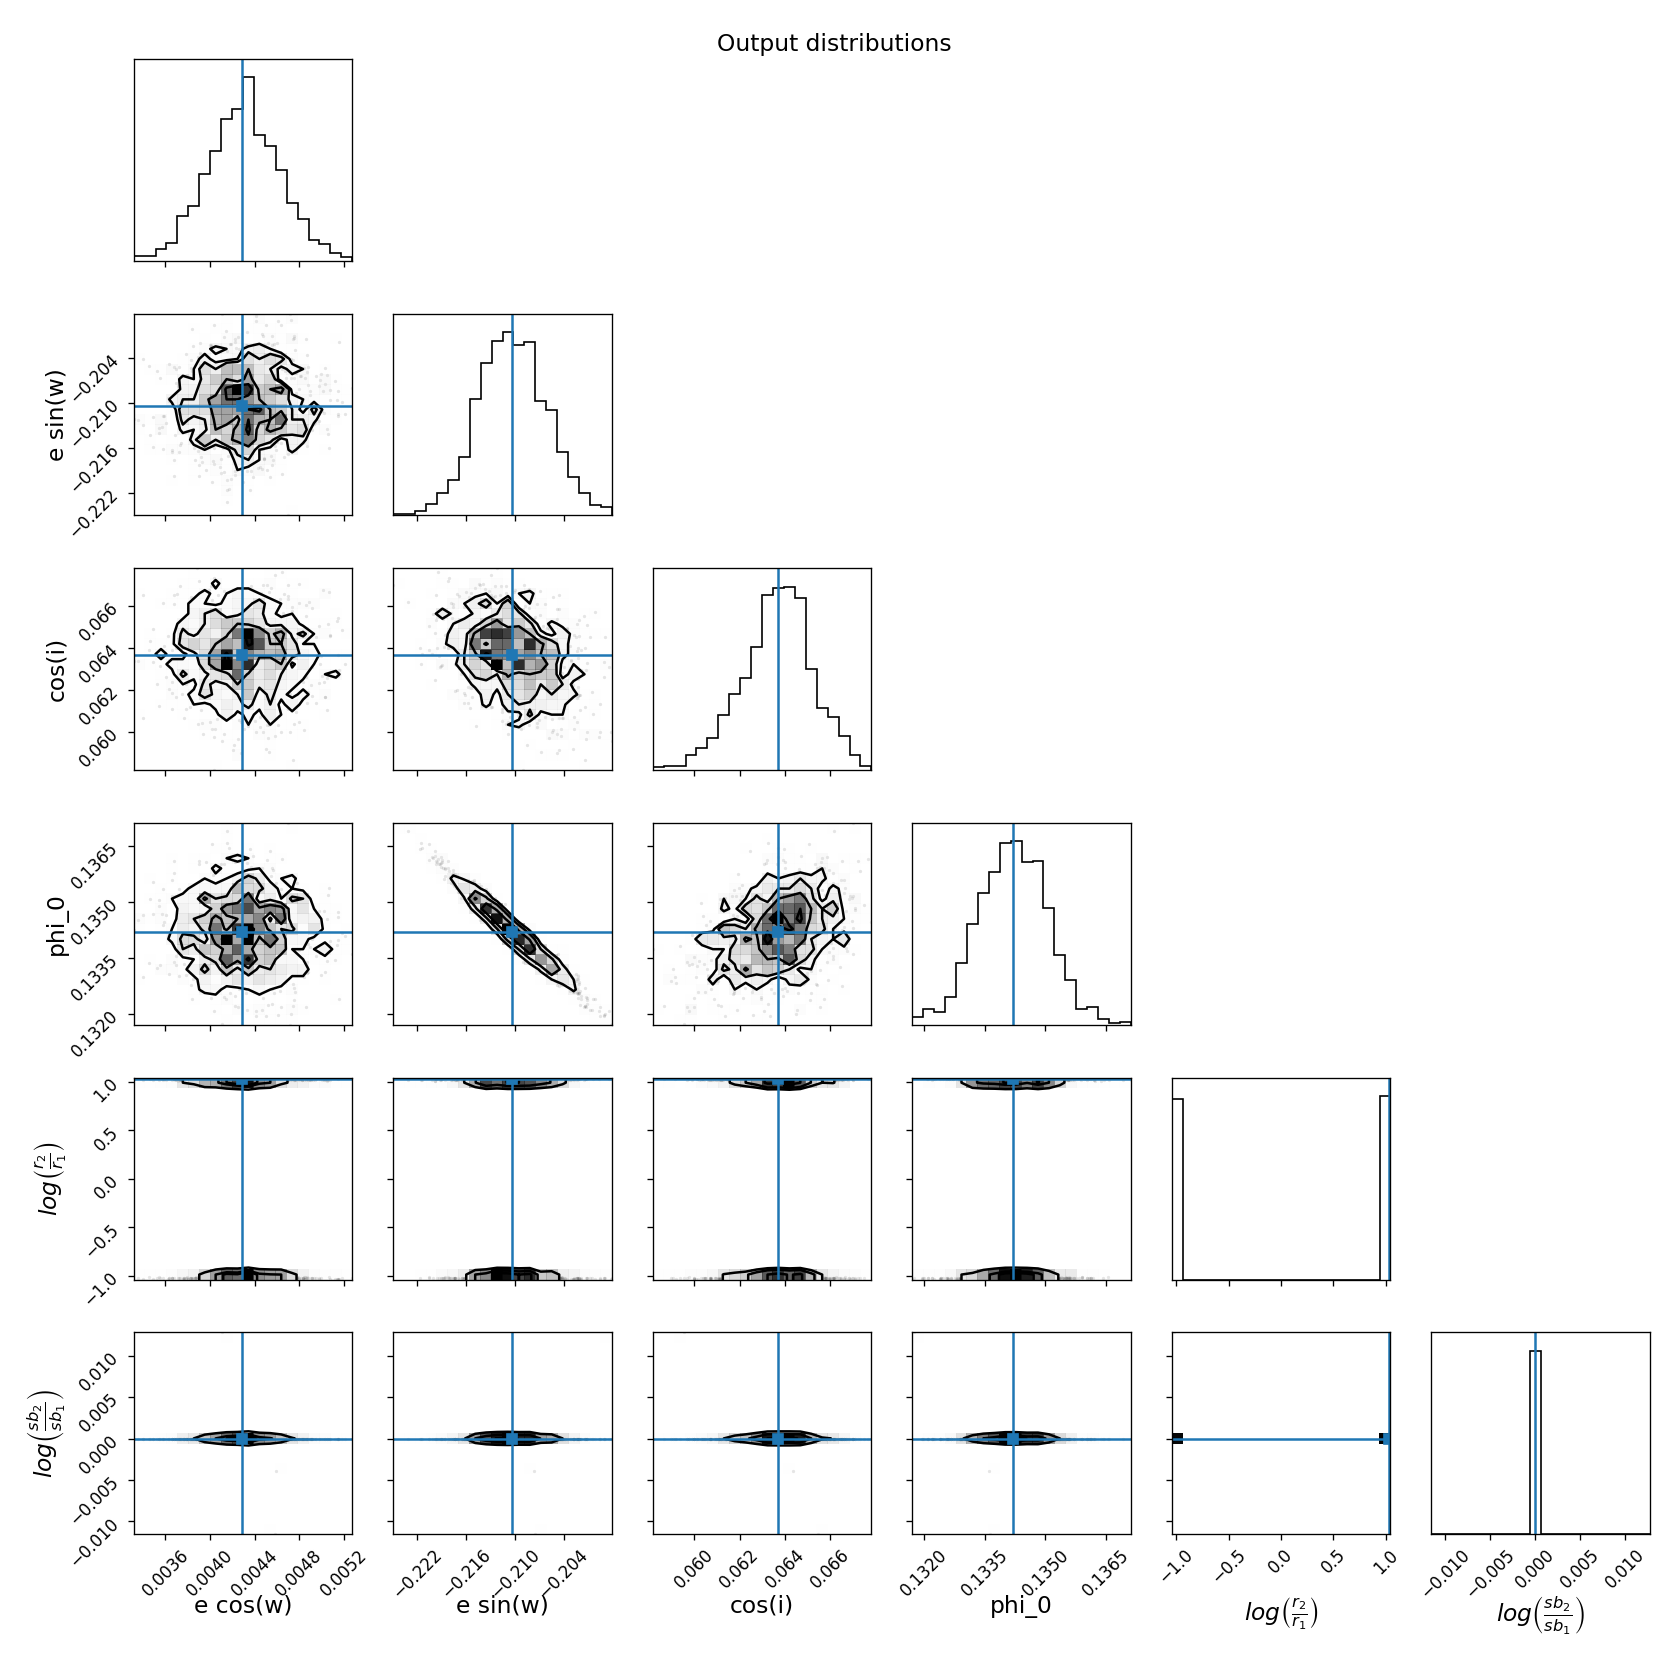 Output distributions
e sin(w)
−0.204
−0.210
−0.216
−0.222
cos(i)
0.066
0.064
0.062
0.060
phi_0
0.1365
0.1350
0.1335
0.1320
log(r₂/r₁)
1.0
0.5
0.0
−0.5
−1.0
log(sb₂/sb₁)
0.010
0.005
0.000
−0.005
−0.010
0.0036 0.0040 0.0044 0.0048 0.0052
e cos(w)
−0.222 −0.216 −0.210 −0.204
e sin(w)
0.060 0.062 0.064 0.066
cos(i)
0.1320 0.1335 0.1350 0.1365
phi_0
−1.0 −0.5 0.0 0.5 1.0
log(r₂/r₁)
−0.010 −0.005 0.000 0.005 0.010
log(sb₂/sb₁)